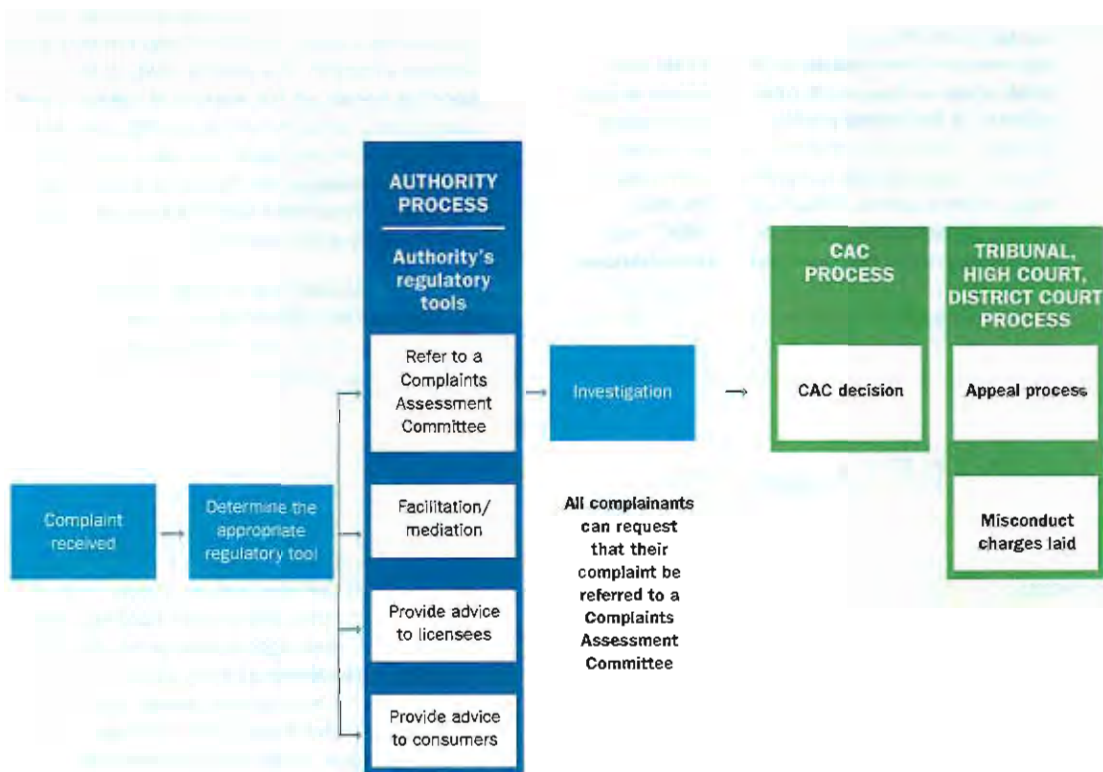 AUTHORITY
PROCESS
Authority's
regulatory
tools
CAC
PROCESS
TRIBUNAL,
HIGH COURT,
DISTRICT COURT
PROCESS
Refer to a
Complaints
Assessment
Committee
Investigation
CAC decision
Appeal process
Complaint
received
Determine the
appropriate
regulatory tool
Facilitation/
mediation
All complainants
can request
that their
complaint be
referred to a
Complaints
Assessment
Committee
Misconduct
charges laid
Provide advice
to licensees
Provide advice
to consumers